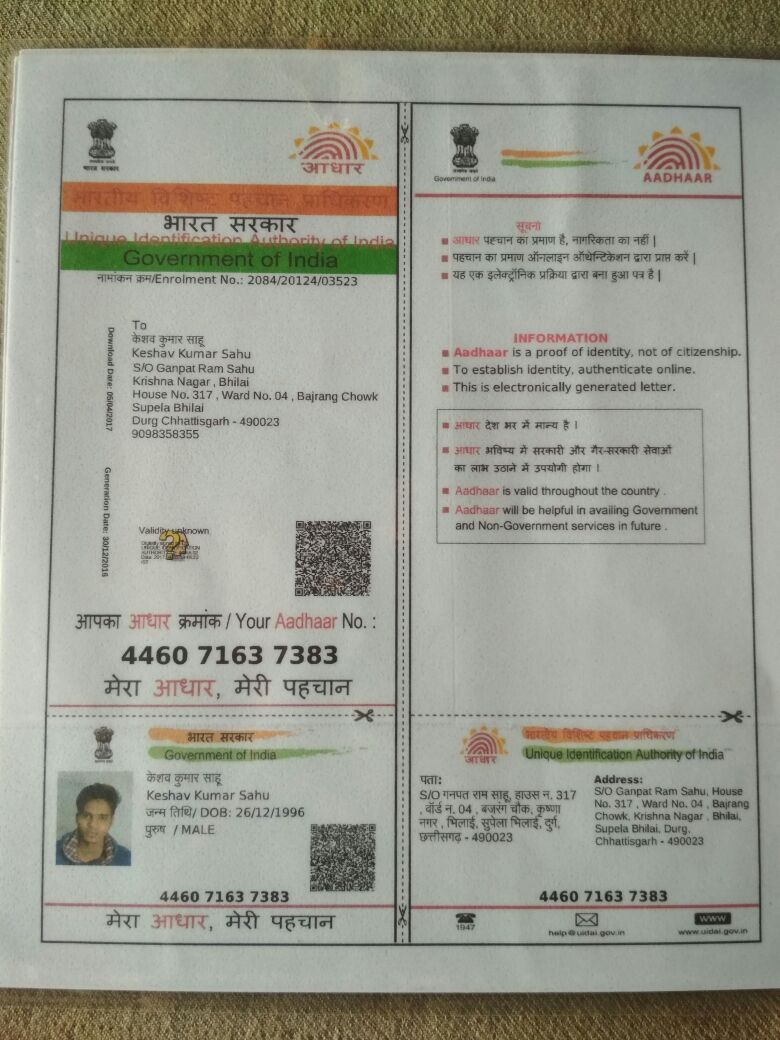 भारत सरकार
आधार
भारतीय विशिष्ट पहचान प्राधिकरण
भारत सरकार
Unique Identification Authority of India
Government of India
नामांकन क्रम/Enrolment No.: 2084/20124/03523
Download Date: 05/04/2017
Generation Date: 30/12/2016
To
केशव कुमार साहू
Keshav Kumar Sahu
S/O Ganpat Ram Sahu
Krishna Nagar , Bhilai
House No. 317 , Ward No. 04 , Bajrang Chowk
Supela Bhilai
Durg Chhattisgarh - 490023
9098358355
Validity unknown
आपका आधार क्रमांक / Your Aadhaar No. :
4460 7163 7383
मेरा आधार, मेरी पहचान
Government of India
AADHAAR
सूचना
आधार पहचान का प्रमाण है, नागरिकता का नहीं |
पहचान का प्रमाण ऑनलाइन ऑथेन्टिकेशन द्वारा प्राप्त करें |
यह एक इलेक्ट्रॉनिक प्रक्रिया द्वारा बना हुआ पत्र है |
INFORMATION
Aadhaar is a proof of identity, not of citizenship.
To establish identity, authenticate online.
This is electronically generated letter.
आधार देश भर में मान्य है ।
आधार भविष्य में सरकारी और गैर-सरकारी सेवाओं
का लाभ उठाने में उपयोगी होगा ।
Aadhaar is valid throughout the country .
Aadhaar will be helpful in availing Government
and Non-Government services in future .
भारत सरकार
Government of India
केशव कुमार साहू
Keshav Kumar Sahu
जन्म तिथि/ DOB: 26/12/1996
पुरुष / MALE
4460 7163 7383
मेरा आधार, मेरी पहचान
आधार
भारतीय विशिष्ट पहचान प्राधिकरण
Unique Identification Authority of India
पता:
S/O गनपत राम साहू, हाउस न. 317
, वॉर्ड न. 04 , बजरंग चौक, कृष्णा
नगर , भिलाई, सुपेला भिलाई, दुर्ग,
छत्तीसगढ़ - 490023
Address:
S/O Ganpat Ram Sahu, House
No. 317 , Ward No. 04 , Bajrang
Chowk, Krishna Nagar , Bhilai,
Supela Bhilai, Durg,
Chhattisgarh - 490023
4460 7163 7383
1947
help@uidai.gov.in
www
www.uidai.gov.in